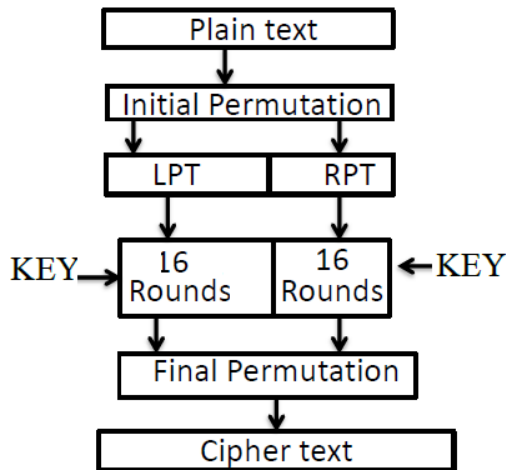 Plain text
Initial Permutation
LPT RPT
16 16
KEY Rounds Rounds KEY
Final Permutation
Cipher text